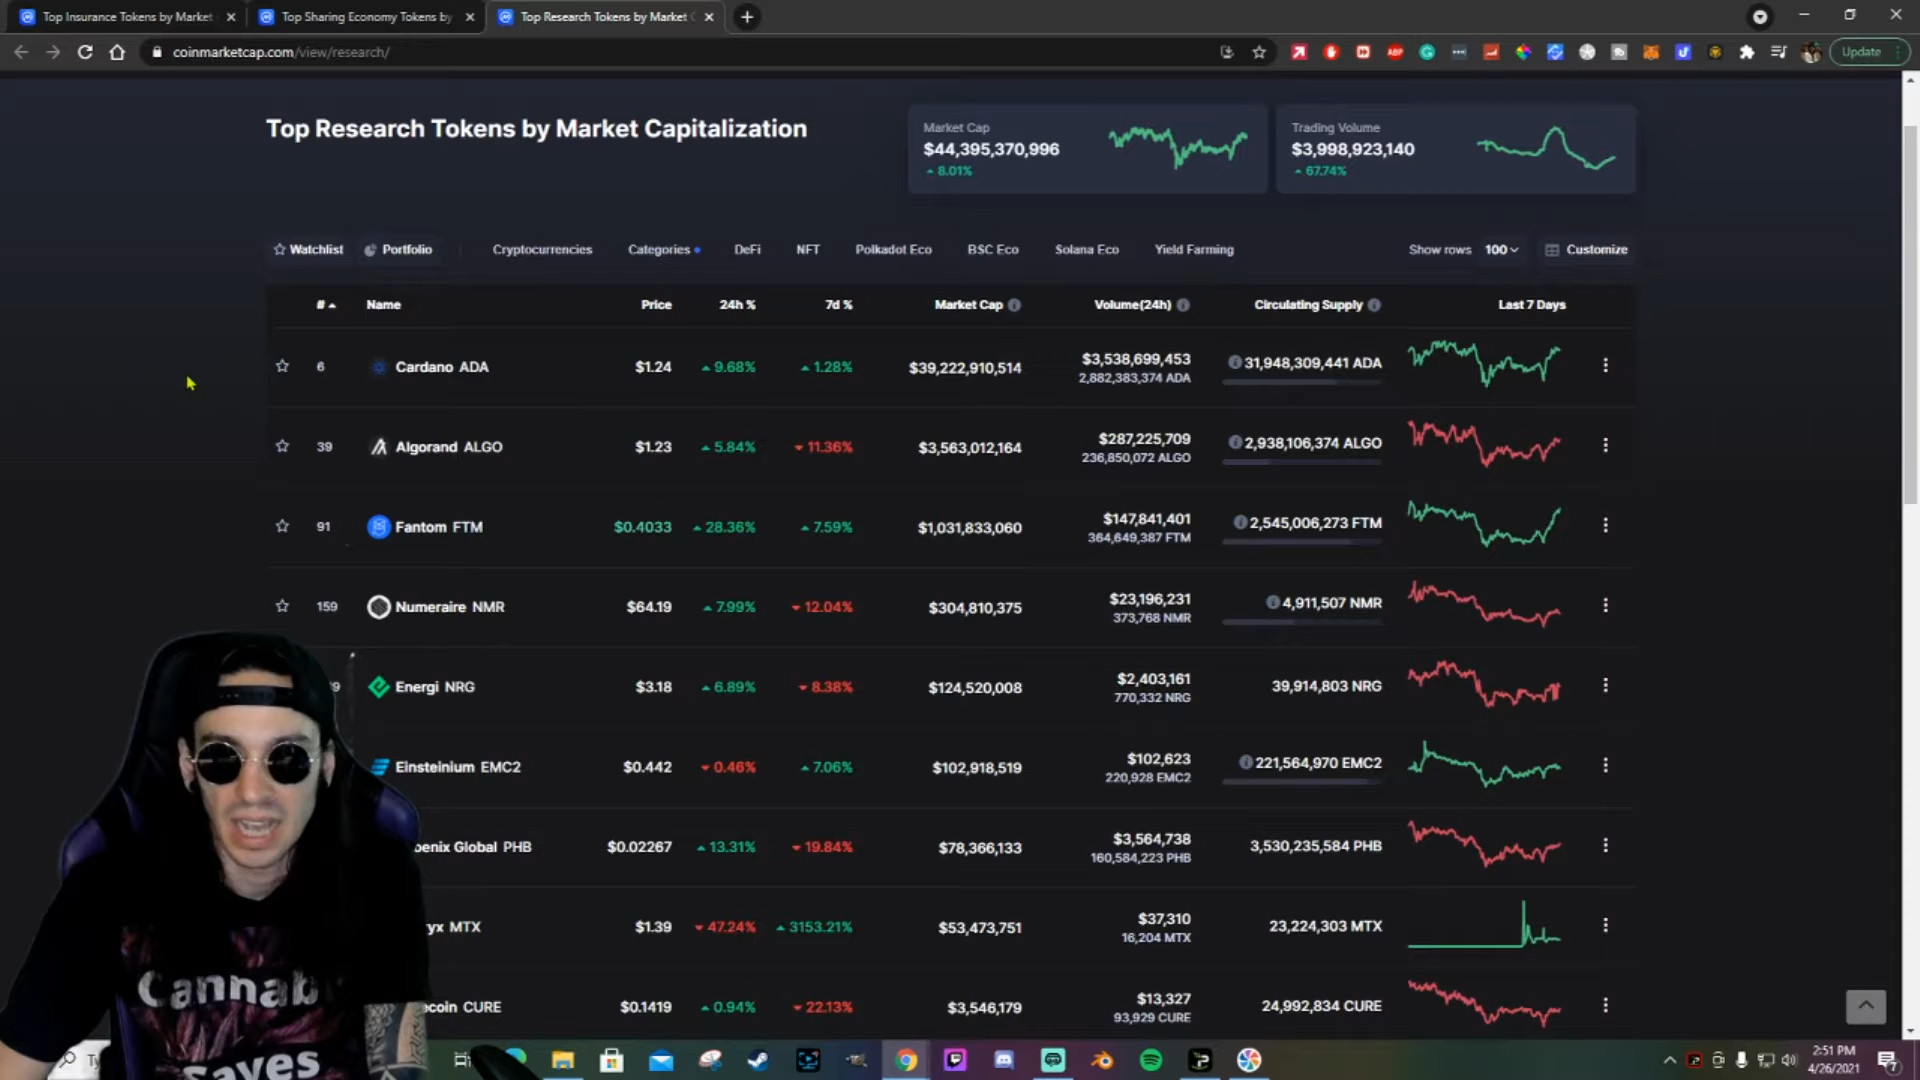 Top Insurance Tokens by Market
Top Sharing Economy Tokens by
Top Research Tokens by Market
coinmarketcap.com/view/research/
ABP
Update
Top Research Tokens by Market Capitalization
Market Cap
$44,395,370,996
8.01%
Trading Volume
$3,998,923,140
67.74%
Watchlist Portfolio Cryptocurrencies Categories DeFi NFT Polkadot Eco BSC Eco Solana Eco Yield Farming Show rows 100 Customize
# Name Price 24h % 7d % Market Cap Volume(24h) Circulating Supply Last 7 Days
6 Cardano ADA $1.24 9.68% 1.28% $39,222,910,514 $3,538,699,453 31,948,309,441 ADA
2,882,383,374 ADA
39 Algorand ALGO $1.23 5.84% 11.36% $3,563,012,164 $287,225,709 2,938,106,374 ALGO
236,850,072 ALGO
91 Fantom FTM $0.4033 28.36% 7.59% $1,031,833,060 $147,841,401 2,545,006,273 FTM
364,649,387 FTM
159 Numeraire NMR $64.19 7.99% 12.04% $304,810,375 $23,196,231 4,911,507 NMR
373,768 NMR
9 Energi NRG $3.18 6.89% 8.38% $124,520,008 $2,403,161 39,914,803 NRG
770,332 NRG
Einsteinium EMC2 $0.442 0.46% 7.06% $102,918,519 $102,623 221,564,970 EMC2
220,928 EMC2
oenix Global PHB $0.02267 13.31% 19.84% $78,366,133 $3,564,738 3,530,235,584 PHB
160,584,223 PHB
yx MTX $1.39 47.24% 3153.21% $53,473,751 $37,310 23,224,303 MTX
16,204 MTX
ecoin CURE $0.1419 0.94% 22.13% $3,546,179 $13,327 24,992,834 CURE
93,929 CURE
Cannab
Saves
Ty
2:51 PM
4/26/2021